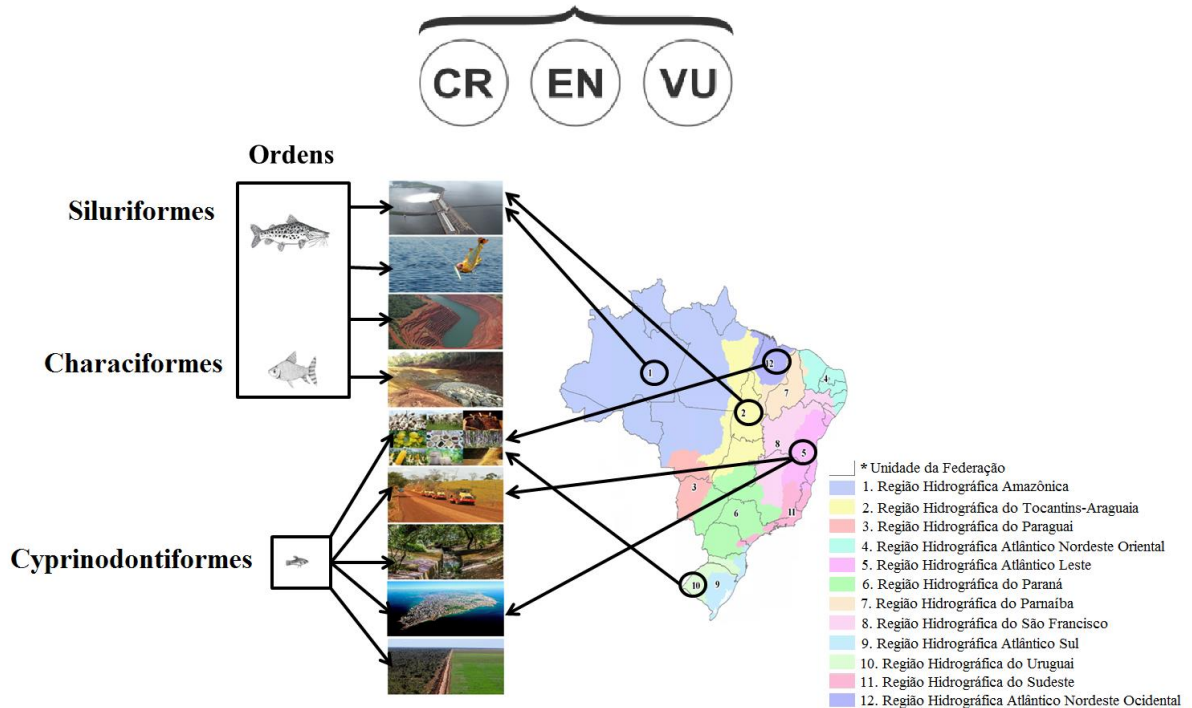 CR EN VU
Ordens
Siluriformes
Characiformes
Cyprinodontiformes
1
2
3
4
5
6
7
8
9
10
11
12
* Unidade da Federação
1. Região Hidrográfica Amazônica
2. Região Hidrográfica do Tocantins-Araguaia
3. Região Hidrográfica do Paraguai
4. Região Hidrográfica Atlântico Nordeste Oriental
5. Região Hidrográfica Atlântico Leste
6. Região Hidrográfica do Paraná
7. Região Hidrográfica do Parnaíba
8. Região Hidrográfica do São Francisco
9. Região Hidrográfica Atlântico Sul
10. Região Hidrográfica do Uruguai
11. Região Hidrográfica do Sudeste
12. Região Hidrográfica Atlântico Nordeste Ocidental